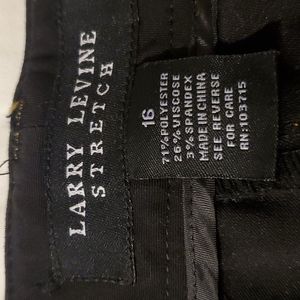 LARRY LEVINE
STRETCH
16
71%POLYESTER
26%VISCOSE
3%SPANDEX
MADE IN CHINA
SEE REVERSE
FOR CARE
RN:103715